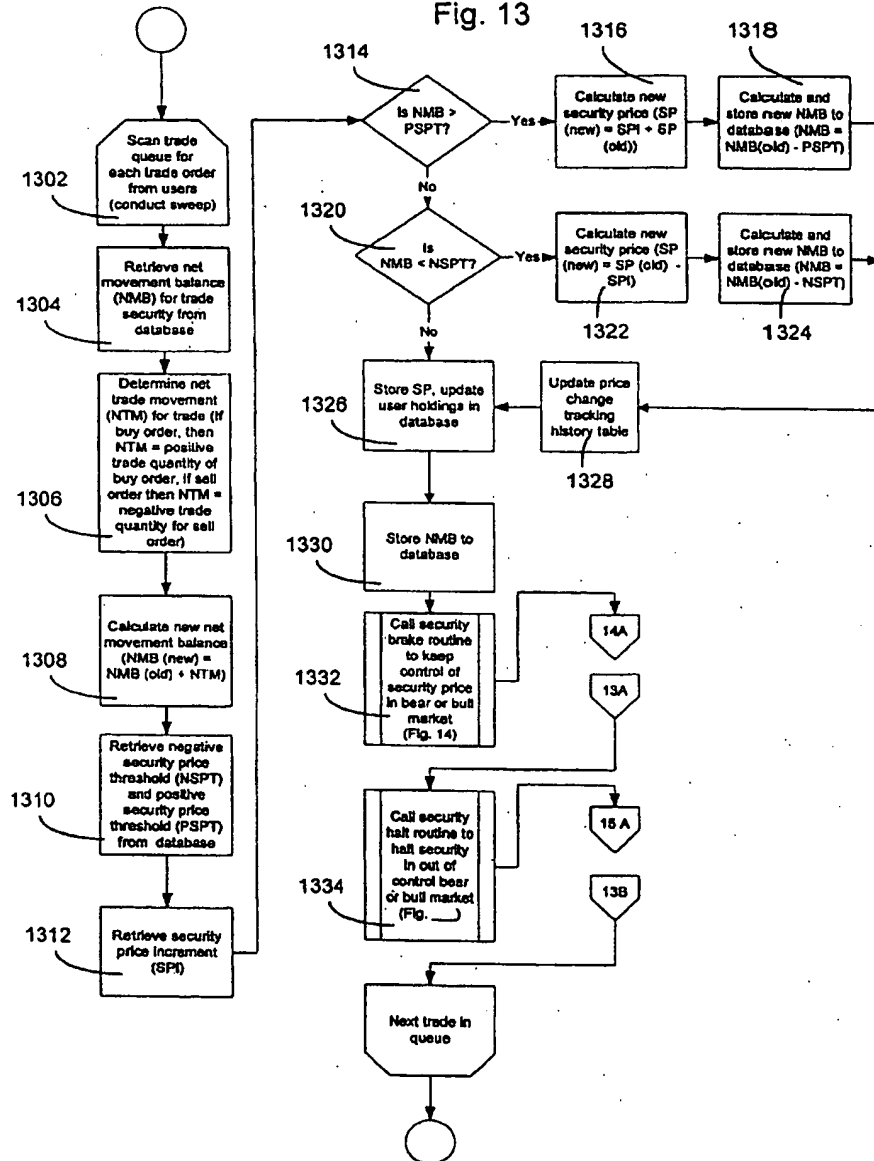 Fig. 13
1302
Scan trade
queue for
each trade order
from users
(conduct sweep)
1304
Retrieve net
movement balance
(NMB) for trade
security from
database
1306
Determine net
trade movement
(NTM) for trade (If
buy order, then
NTM = positive
trade quantity of
buy order, if sell
order then NTM =
negative trade
quantity for sell
order)
1308
Calculate new net
movement balance
(NMB (new) =
NMB (old) + NTM)
1310
Retrieve negative
security price
threshold (NSPT)
and positive
security price
threshold (PSPT)
from database
1312
Retrieve security
price increment
(SPI)
1314
Is NMB >
PSPT?
Yes
No
1316
Calculate new
security price (SP
(new) = SPI + SP
(old))
1318
Calculate and
store new NMB to
database (NMB =
NMB(old) - PSPT)
1320
Is
NMB < NSPT?
Yes
No
Calculate new
security price (SP
(new) = SP (old) -
SPI)
1322
Calculate and
store new NMB to
database (NMB =
NMB(old) - NSPT)
1324
1326
Store SP, update
user holdings in
database
Update price
change
tracking
history table
1328
1330
Store NMB to
database
1332
Call security
brake routine
to keep
control of
security price
in bear or bull
market
(Fig. 14)
14A
13A
1334
Call security
halt routine to
halt security
in out of
control bear
or bull market
(Fig. __)
15A
13B
Next trade in
queue